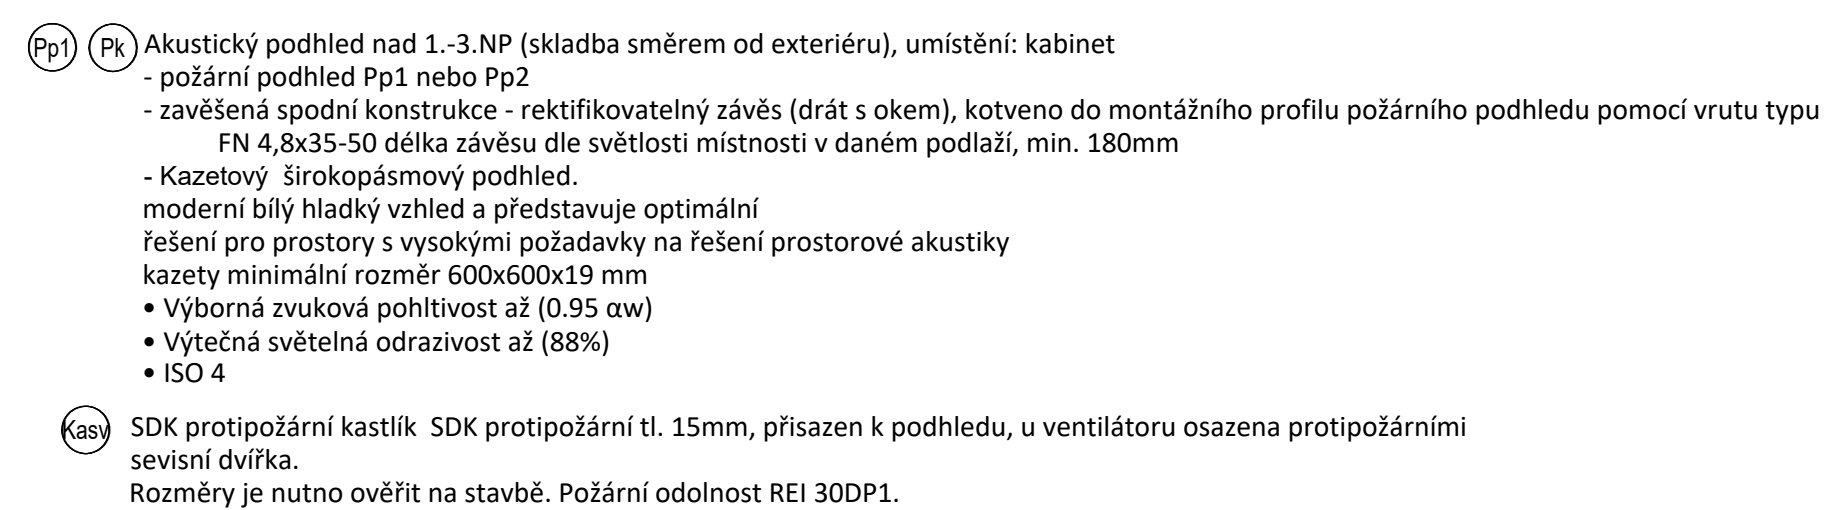 Pp1 Pk Akustický podhled nad 1.-3.NP (skladba směrem od exteriéru), umístění: kabinet
- požární podhled Pp1 nebo Pp2
- zavěšená spodní konstrukce - rektifikovatelný závěs (drát s okem), kotveno do montážního profilu požárního podhledu pomocí vrutu typu
FN 4,8x35-50 délka závěsu dle světlosti místnosti v daném podlaží, min. 180mm
- Kazetový širokopásmový podhled.
moderní bílý hladký vzhled a představuje optimální
řešení pro prostory s vysokými požadavky na řešení prostorové akustiky
kazety minimální rozměr 600x600x19 mm
• Výborná zvuková pohltivost až (0.95 αw)
• Výtečná světelná odrazivost až (88%)
• ISO 4
Kasv SDK protipožární kastlík SDK protipožární tl. 15mm, přisazen k podhledu, u ventilátoru osazena protipožárními
sevisní dvířka.
Rozměry je nutno ověřit na stavbě. Požární odolnost REI 30DP1.